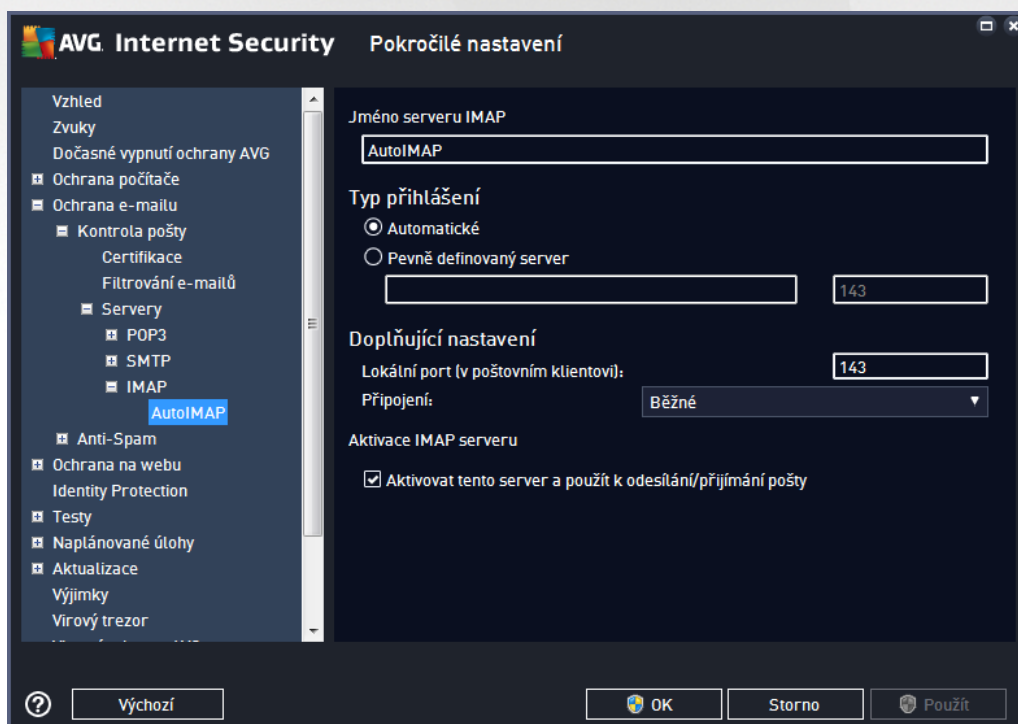 AVG. Internet Security Pokročilé nastavení
Vzhled
Zvuky
Dočasné vypnutí ochrany AVG
Ochrana počítače
Ochrana e-mailu
Kontrola pošty
Certifikace
Filtrování e-mailů
Servery
POP3
SMTP
IMAP
AutoIMAP
Anti-Spam
Ochrana na webu
Identity Protection
Testy
Naplánované úlohy
Aktualizace
Výjimky
Virový trezor
Jméno serveru IMAP
AutoIMAP
Typ přihlášení
Automatické
Pevně definovaný server
143
Doplňující nastavení
Lokální port (v poštovním klientovi): 143
Připojení: Běžné
Aktivace IMAP serveru
Aktivovat tento server a použít k odesílání/přijímání pošty
Výchozí OK Storno Použít